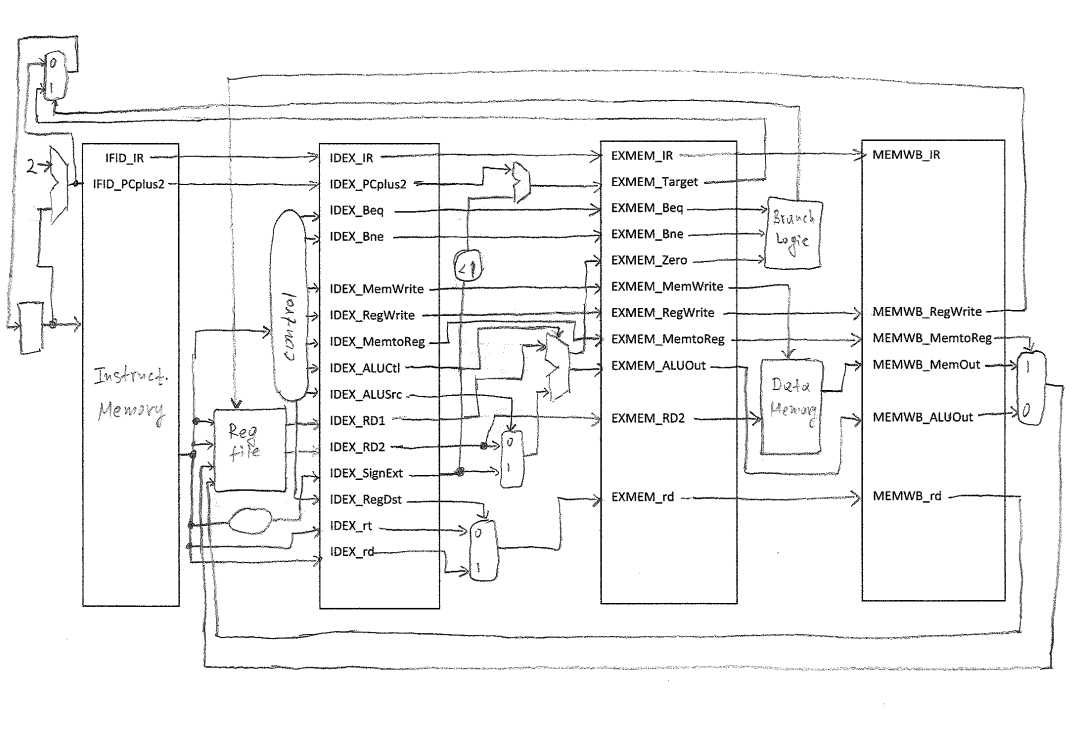 0
1
2
IFID_IR
IFID_PCplus2
Instruct.
Memory
control
Reg
file
IDEX_IR
IDEX_PCplus2
IDEX_Beq
IDEX_Bne
IDEX_MemWrite
IDEX_RegWrite
IDEX_MemtoReg
IDEX_ALUCtl
IDEX_ALUSrc
IDEX_RD1
IDEX_RD2
IDEX_SignExt
IDEX_RegDst
IDEX_rt
IDEX_rd
<1
0
1
0
1
EXMEM_IR
EXMEM_Target
EXMEM_Beq
EXMEM_Bne
EXMEM_Zero
EXMEM_MemWrite
EXMEM_RegWrite
EXMEM_MemtoReg
EXMEM_ALUOut
EXMEM_RD2
EXMEM_rd
Branch
Logic
Data
Memory
MEMWB_IR
MEMWB_RegWrite
MEMWB_MemtoReg
MEMWB_MemOut
MEMWB_ALUOut
MEMWB_rd
1
0